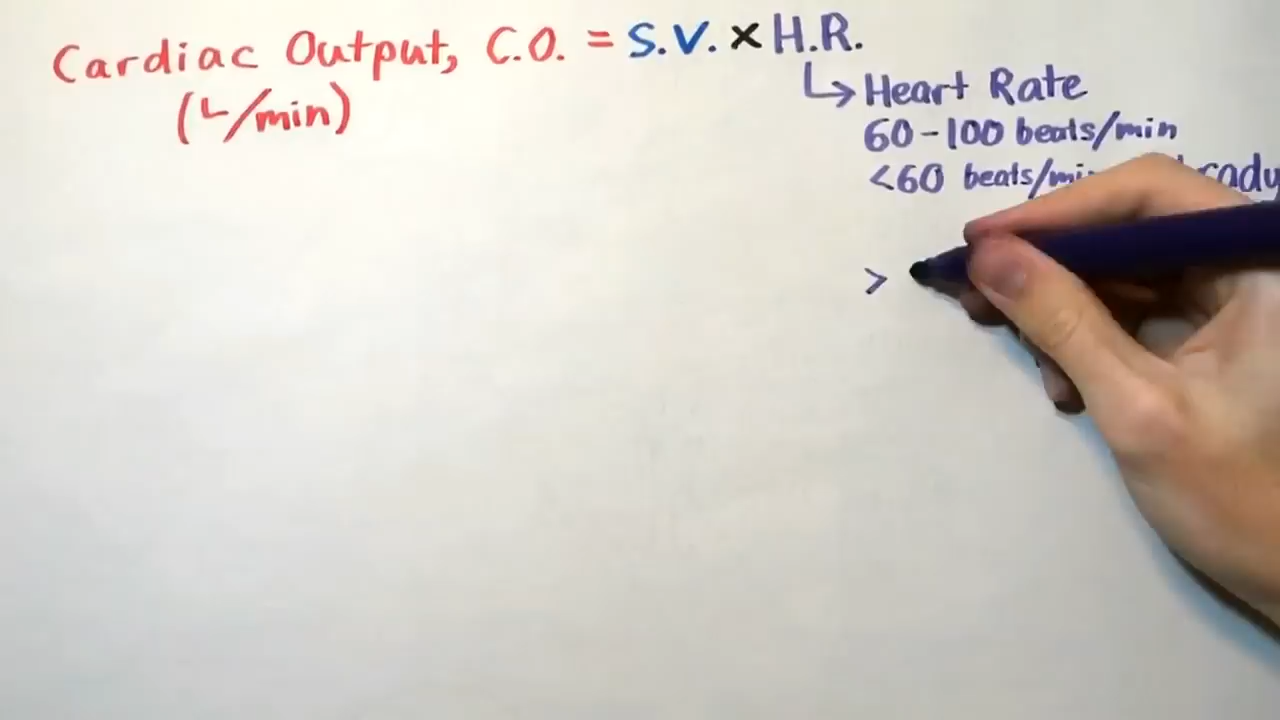 Cardiac Output, C.O. = S.V. × H.R.
(L/min)
↳ Heart Rate
60-100 beats/min
<60 beats/
>